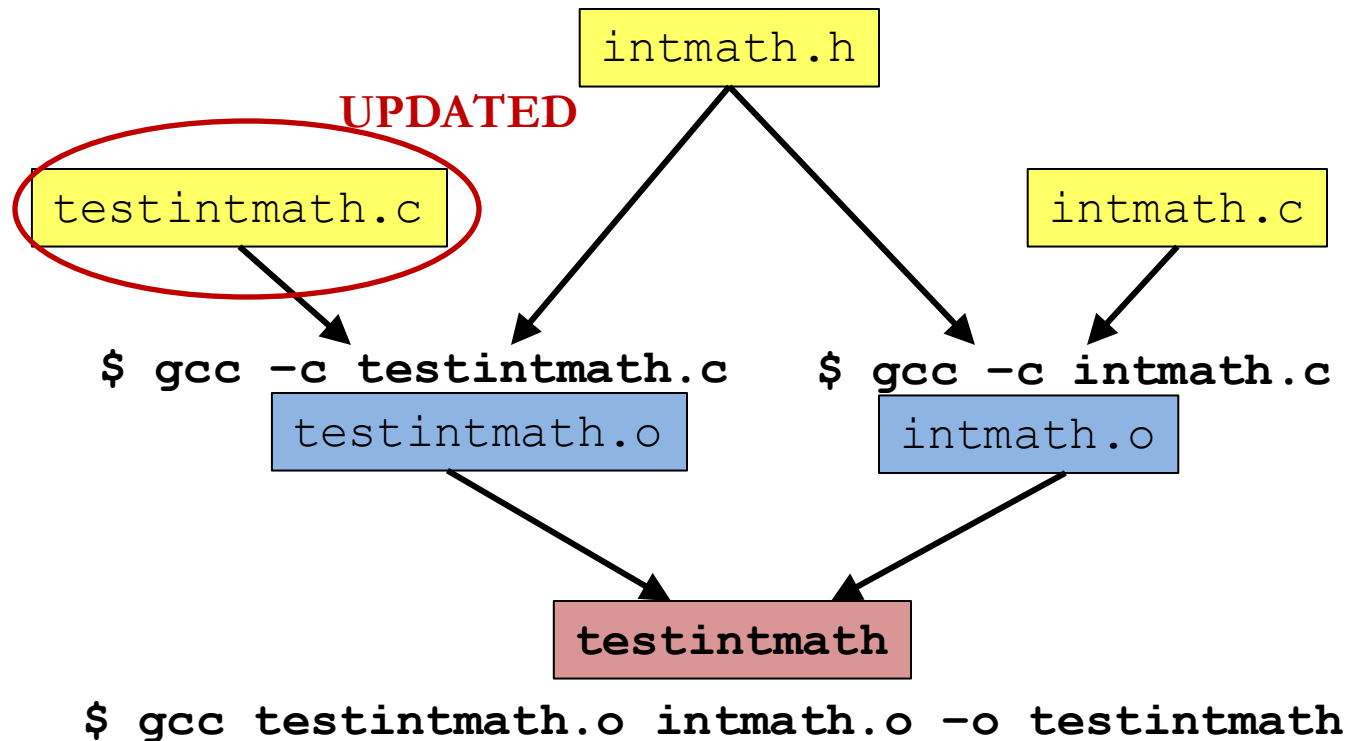 intmath.h
UPDATED
testintmath.c
intmath.c
$ gcc –c testintmath.c
$ gcc –c intmath.c
testintmath.o
intmath.o
testintmath
$ gcc testintmath.o intmath.o –o testintmath